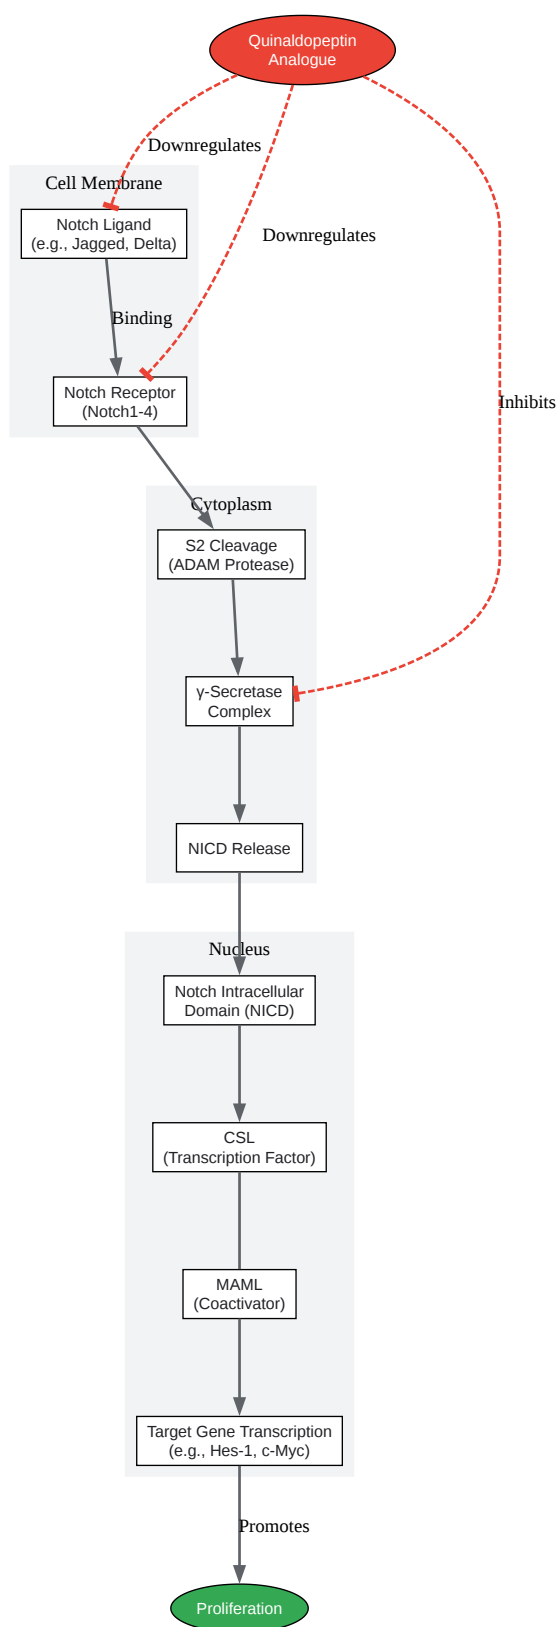 Quinaldopeptin
Analogue
Downregulates
Cell Membrane
Notch Ligand
(e.g., Jagged, Delta)
Downregulates
Binding
Notch Receptor
(Notch1-4)
Inhibits
Cytoplasm
S2 Cleavage
(ADAM Protease)
γ-Secretase
Complex
NICD Release
Nucleus
Notch Intracellular
Domain (NICD)
CSL
(Transcription Factor)
MAML
(Coactivator)
Target Gene Transcription
(e.g., Hes-1, c-Myc)
Promotes
Proliferation